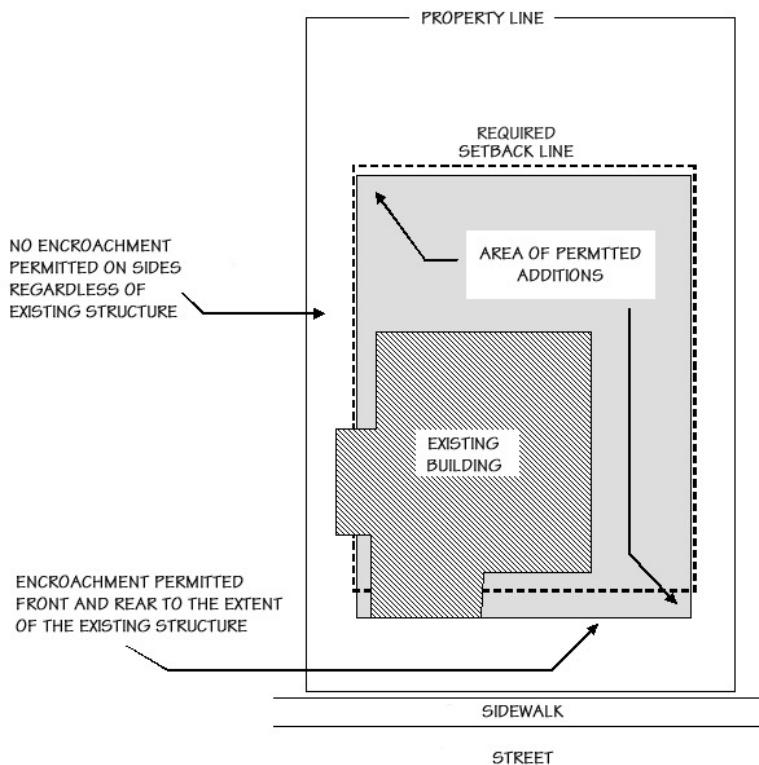 PROPERTY LINE
REQUIRED
SETBACK LINE
NO ENCROACHMENT
PERMITTED ON SIDES
REGARDLESS OF
EXISTING STRUCTURE
AREA OF PERMTTED
ADDITIONS
EXISTING
BUILDING
ENCROACHMENT PERMITTED
FRONT AND REAR TO THE EXTENT
OF THE EXISTING STRUCTURE
SIDEWALK
STREET